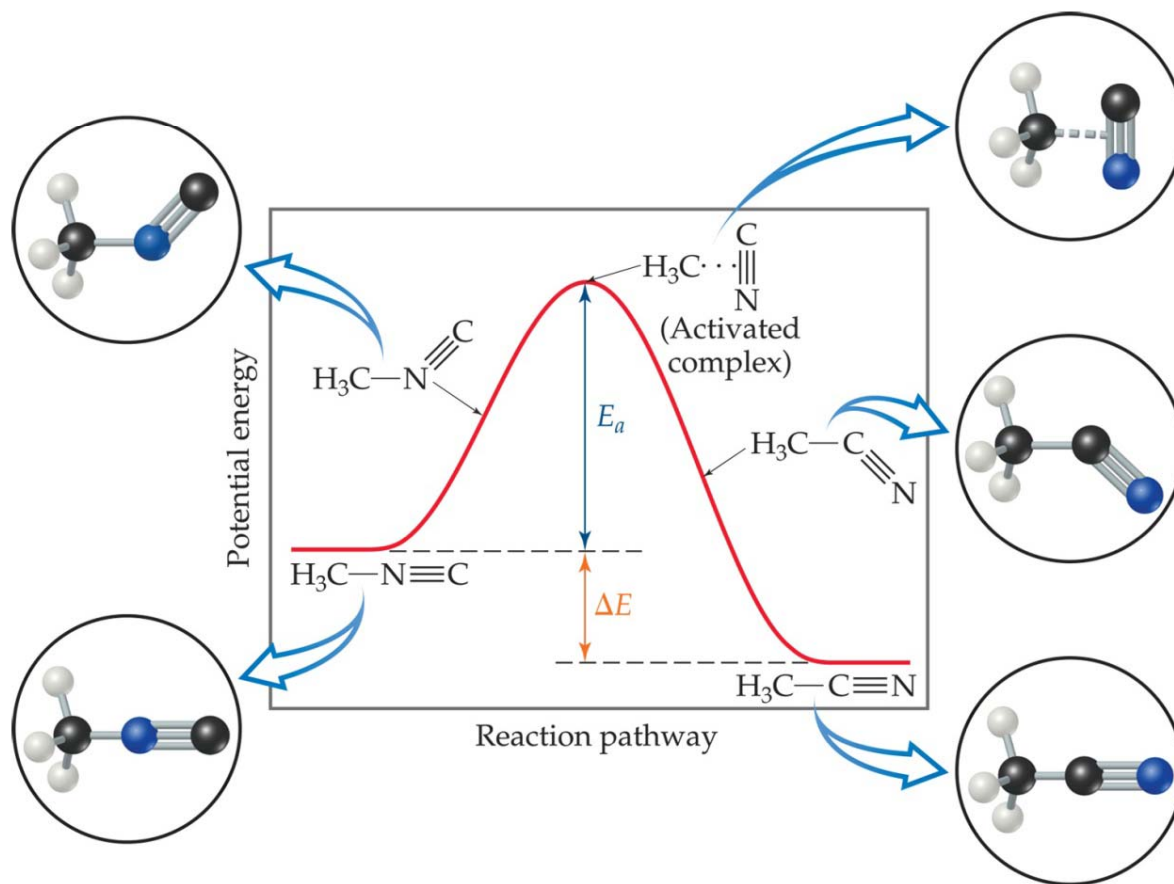 H₃C···C≡N
(Activated
complex)
H₃C—N≡C
Eₐ
H₃C—C≡N
Potential energy
H₃C—N≡C
ΔE
H₃C—C≡N
Reaction pathway